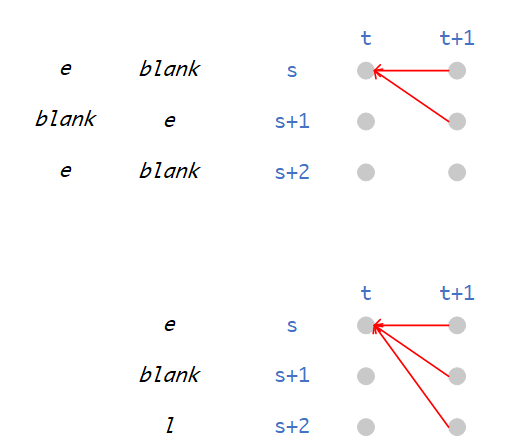 t t+1
e blank s
blank e s+1
e blank s+2
t t+1
e s
blank s+1
l s+2